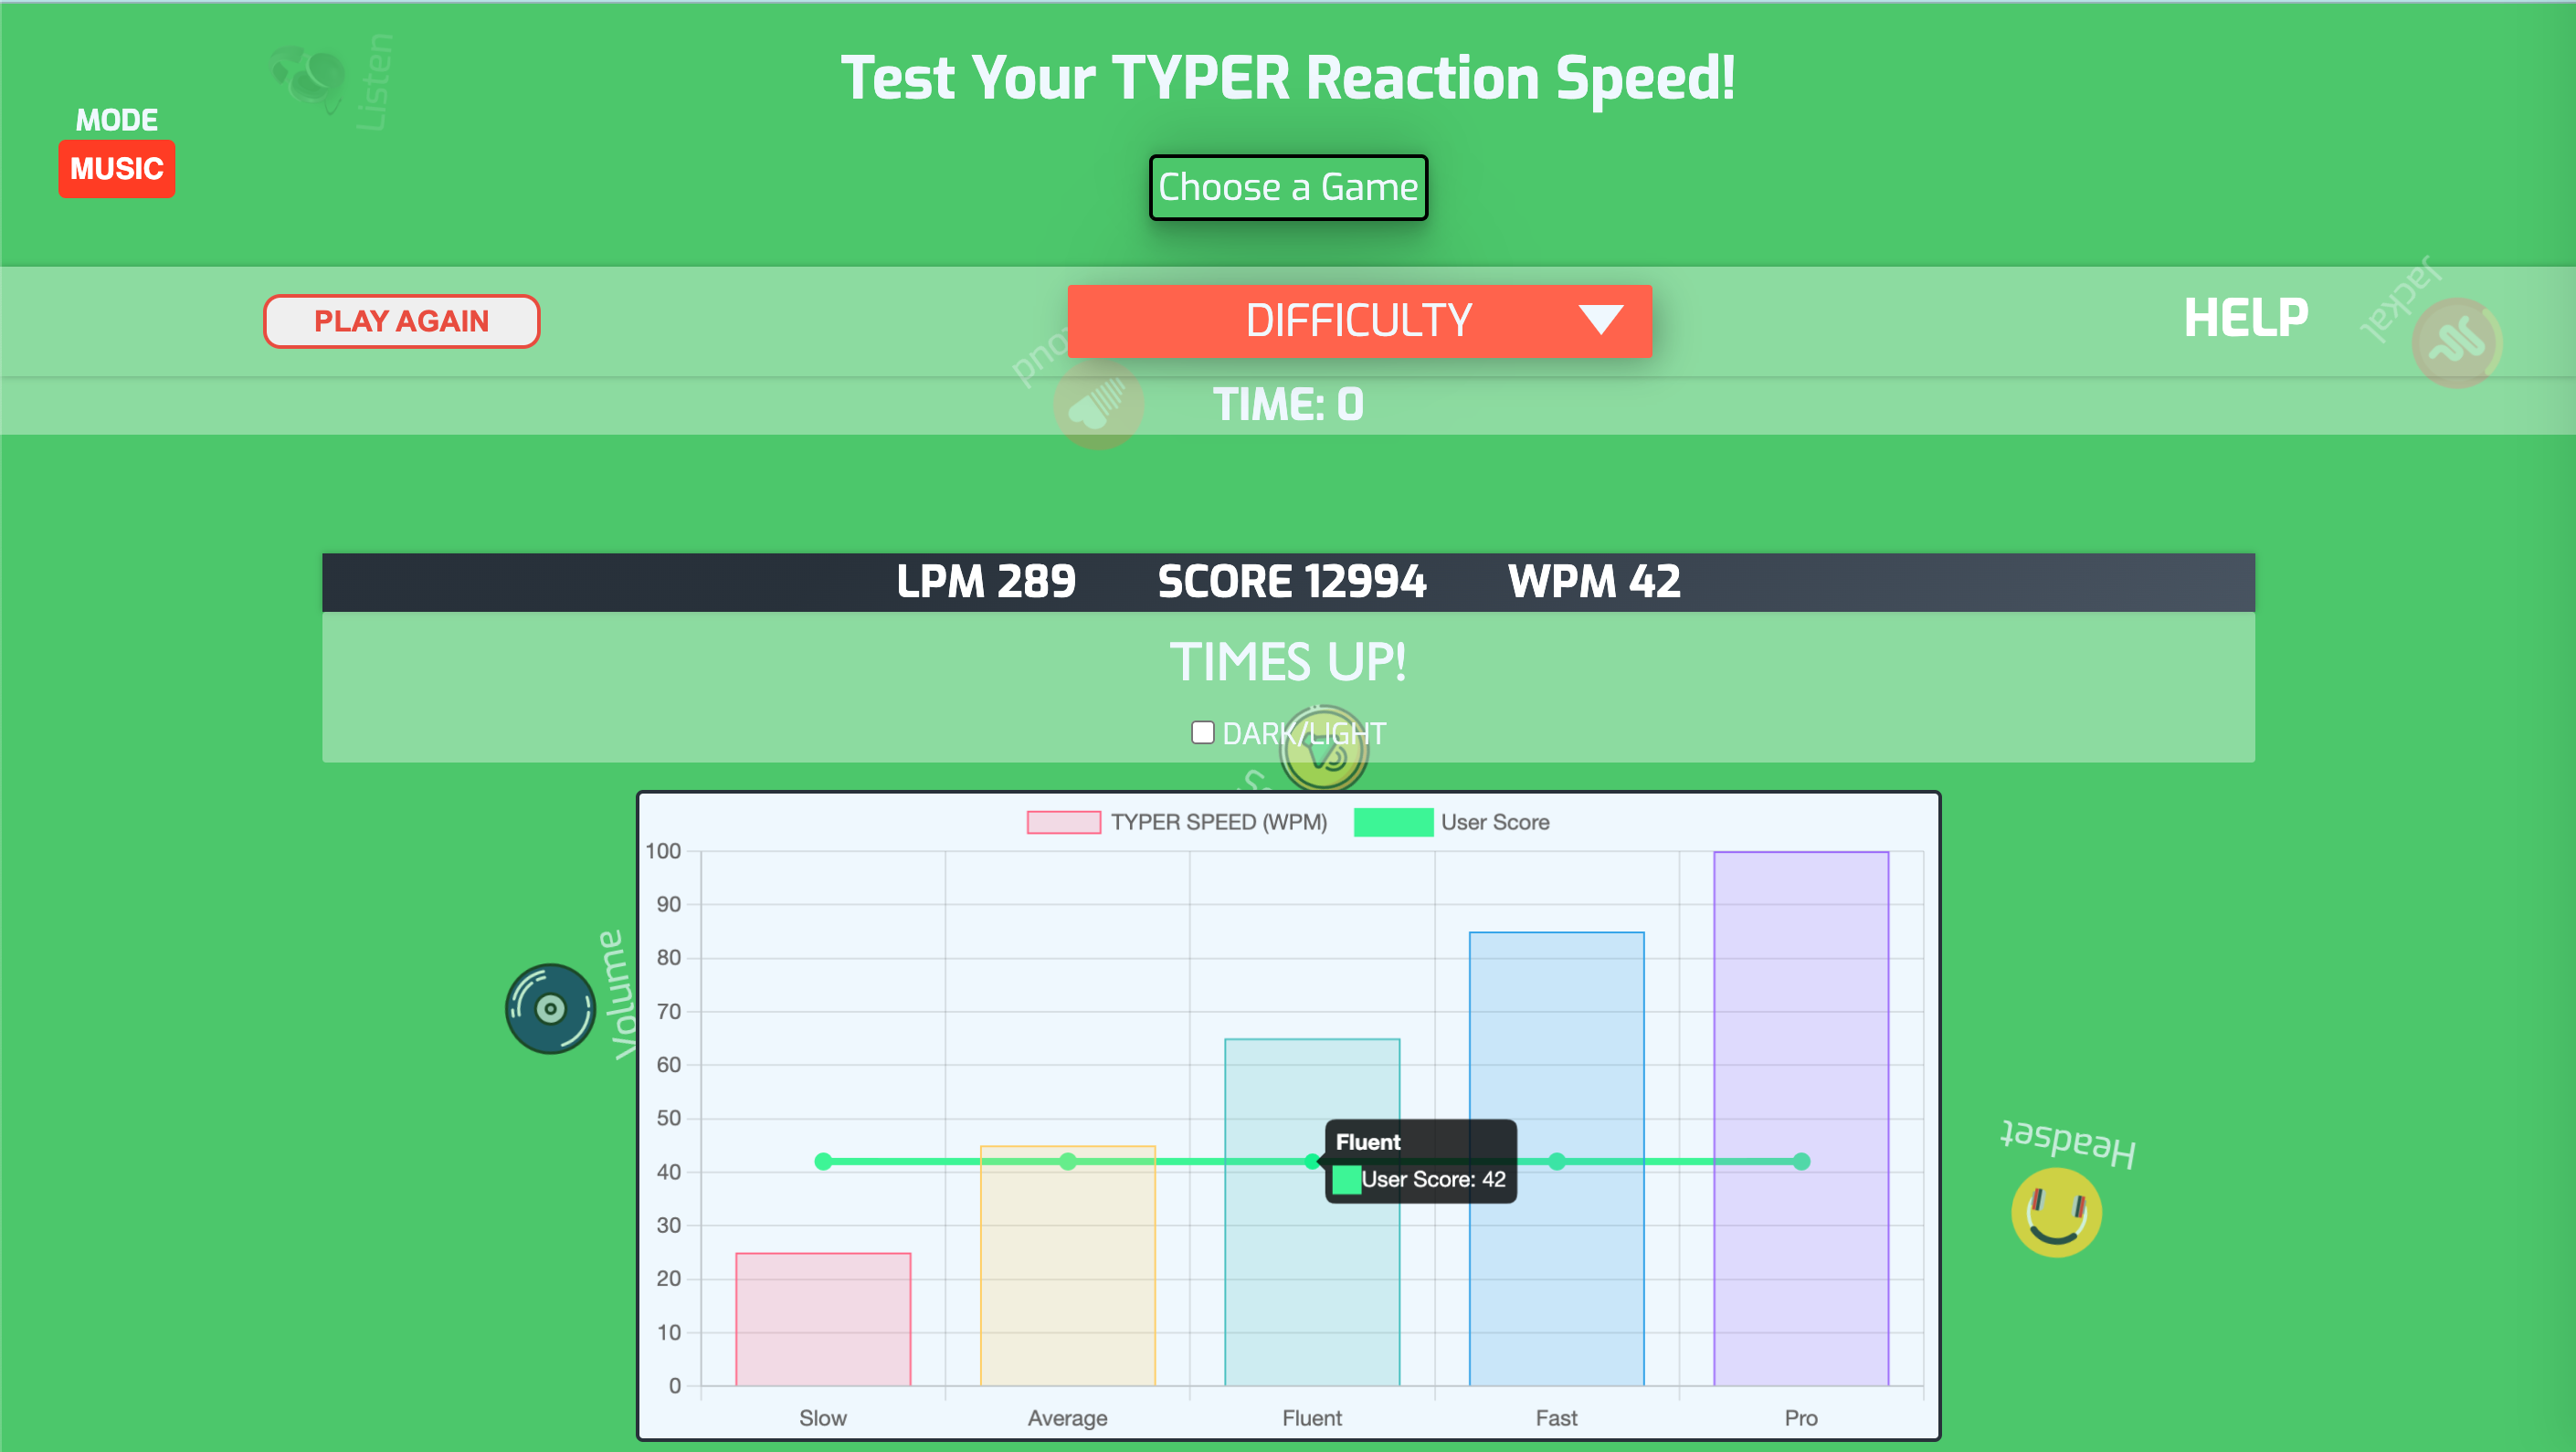 Test Your TYPER Reaction Speed!
Listen
MODE
MUSIC
Choose a Game
PLAY AGAIN
DIFFICULTY
HELP
Jackal
TIME: 0
LPM 289 SCORE 12994 WPM 42
TIMES UP!
DARK/LIGHT
TYPER SPEED (WPM) User Score
100
90
80
70
60
50
40
30
20
10
0
Volume
Fluent
User Score: 42
Headset
Slow Average Fluent Fast Pro